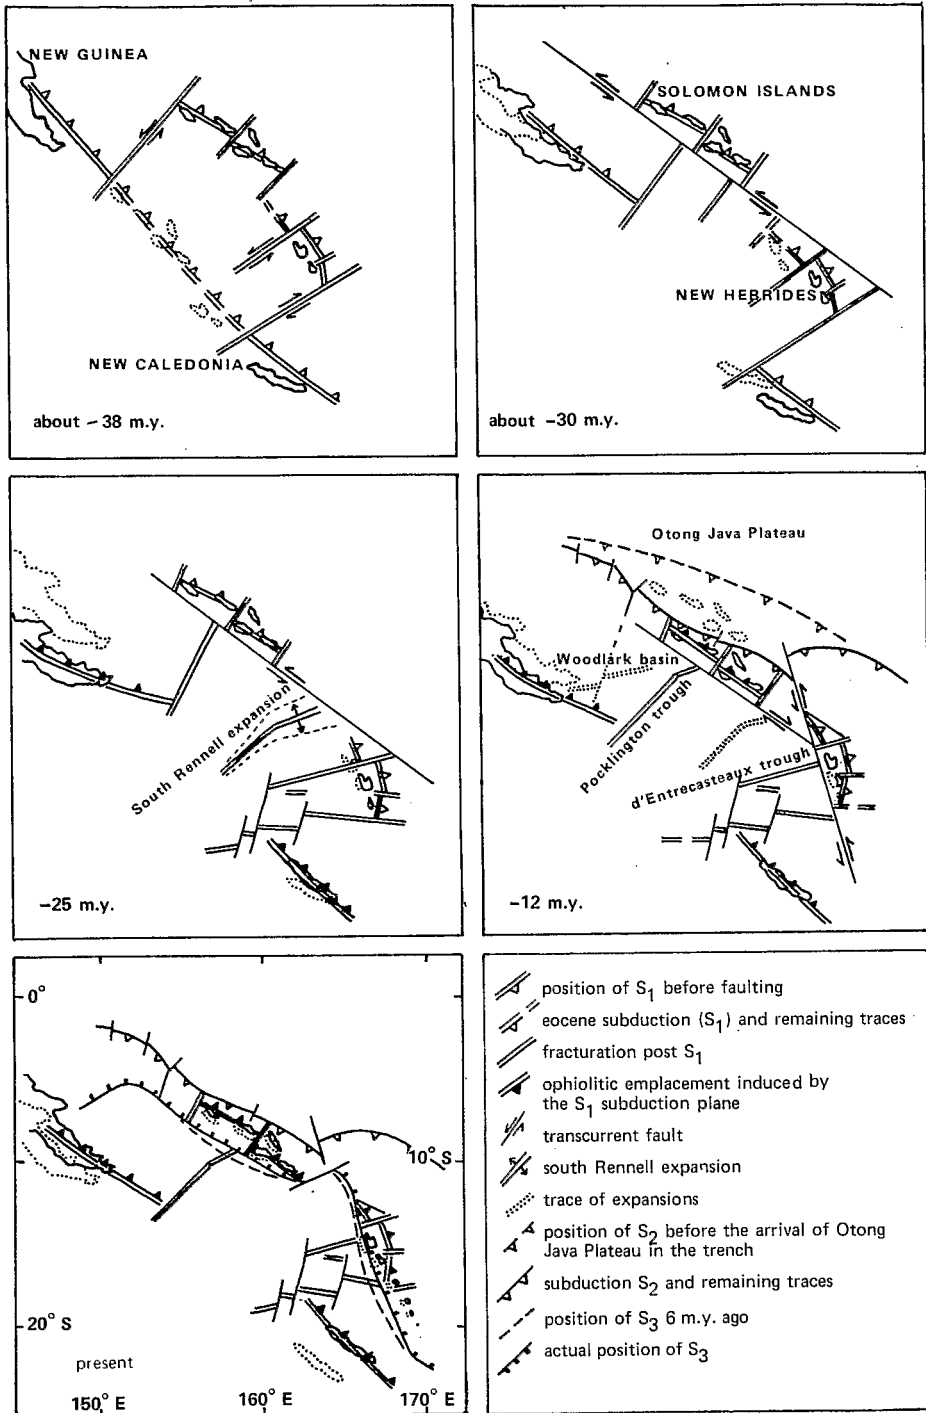 NEW GUINEA
NEW CALEDONIA
about – 38 m.y.
SOLOMON ISLANDS
NEW HEBRIDES
about -30 m.y.
South Rennell expansion
-25 m.y.
Otong Java Plateau
Woodlark basin
Pocklington trough
d'Entrecasteaux trough
-12 m.y.
0°
10° S
20° S
present
150° E
160° E
170° E
position of S1 before faulting
eocene subduction (S1) and remaining traces
fracturation post S1
ophiolitic emplacement induced by
the S1 subduction plane
transcurrent fault
south Rennell expansion
trace of expansions
position of S2 before the arrival of Otong
Java Plateau in the trench
subduction S2 and remaining traces
position of S3 6 m.y. ago
actual position of S3